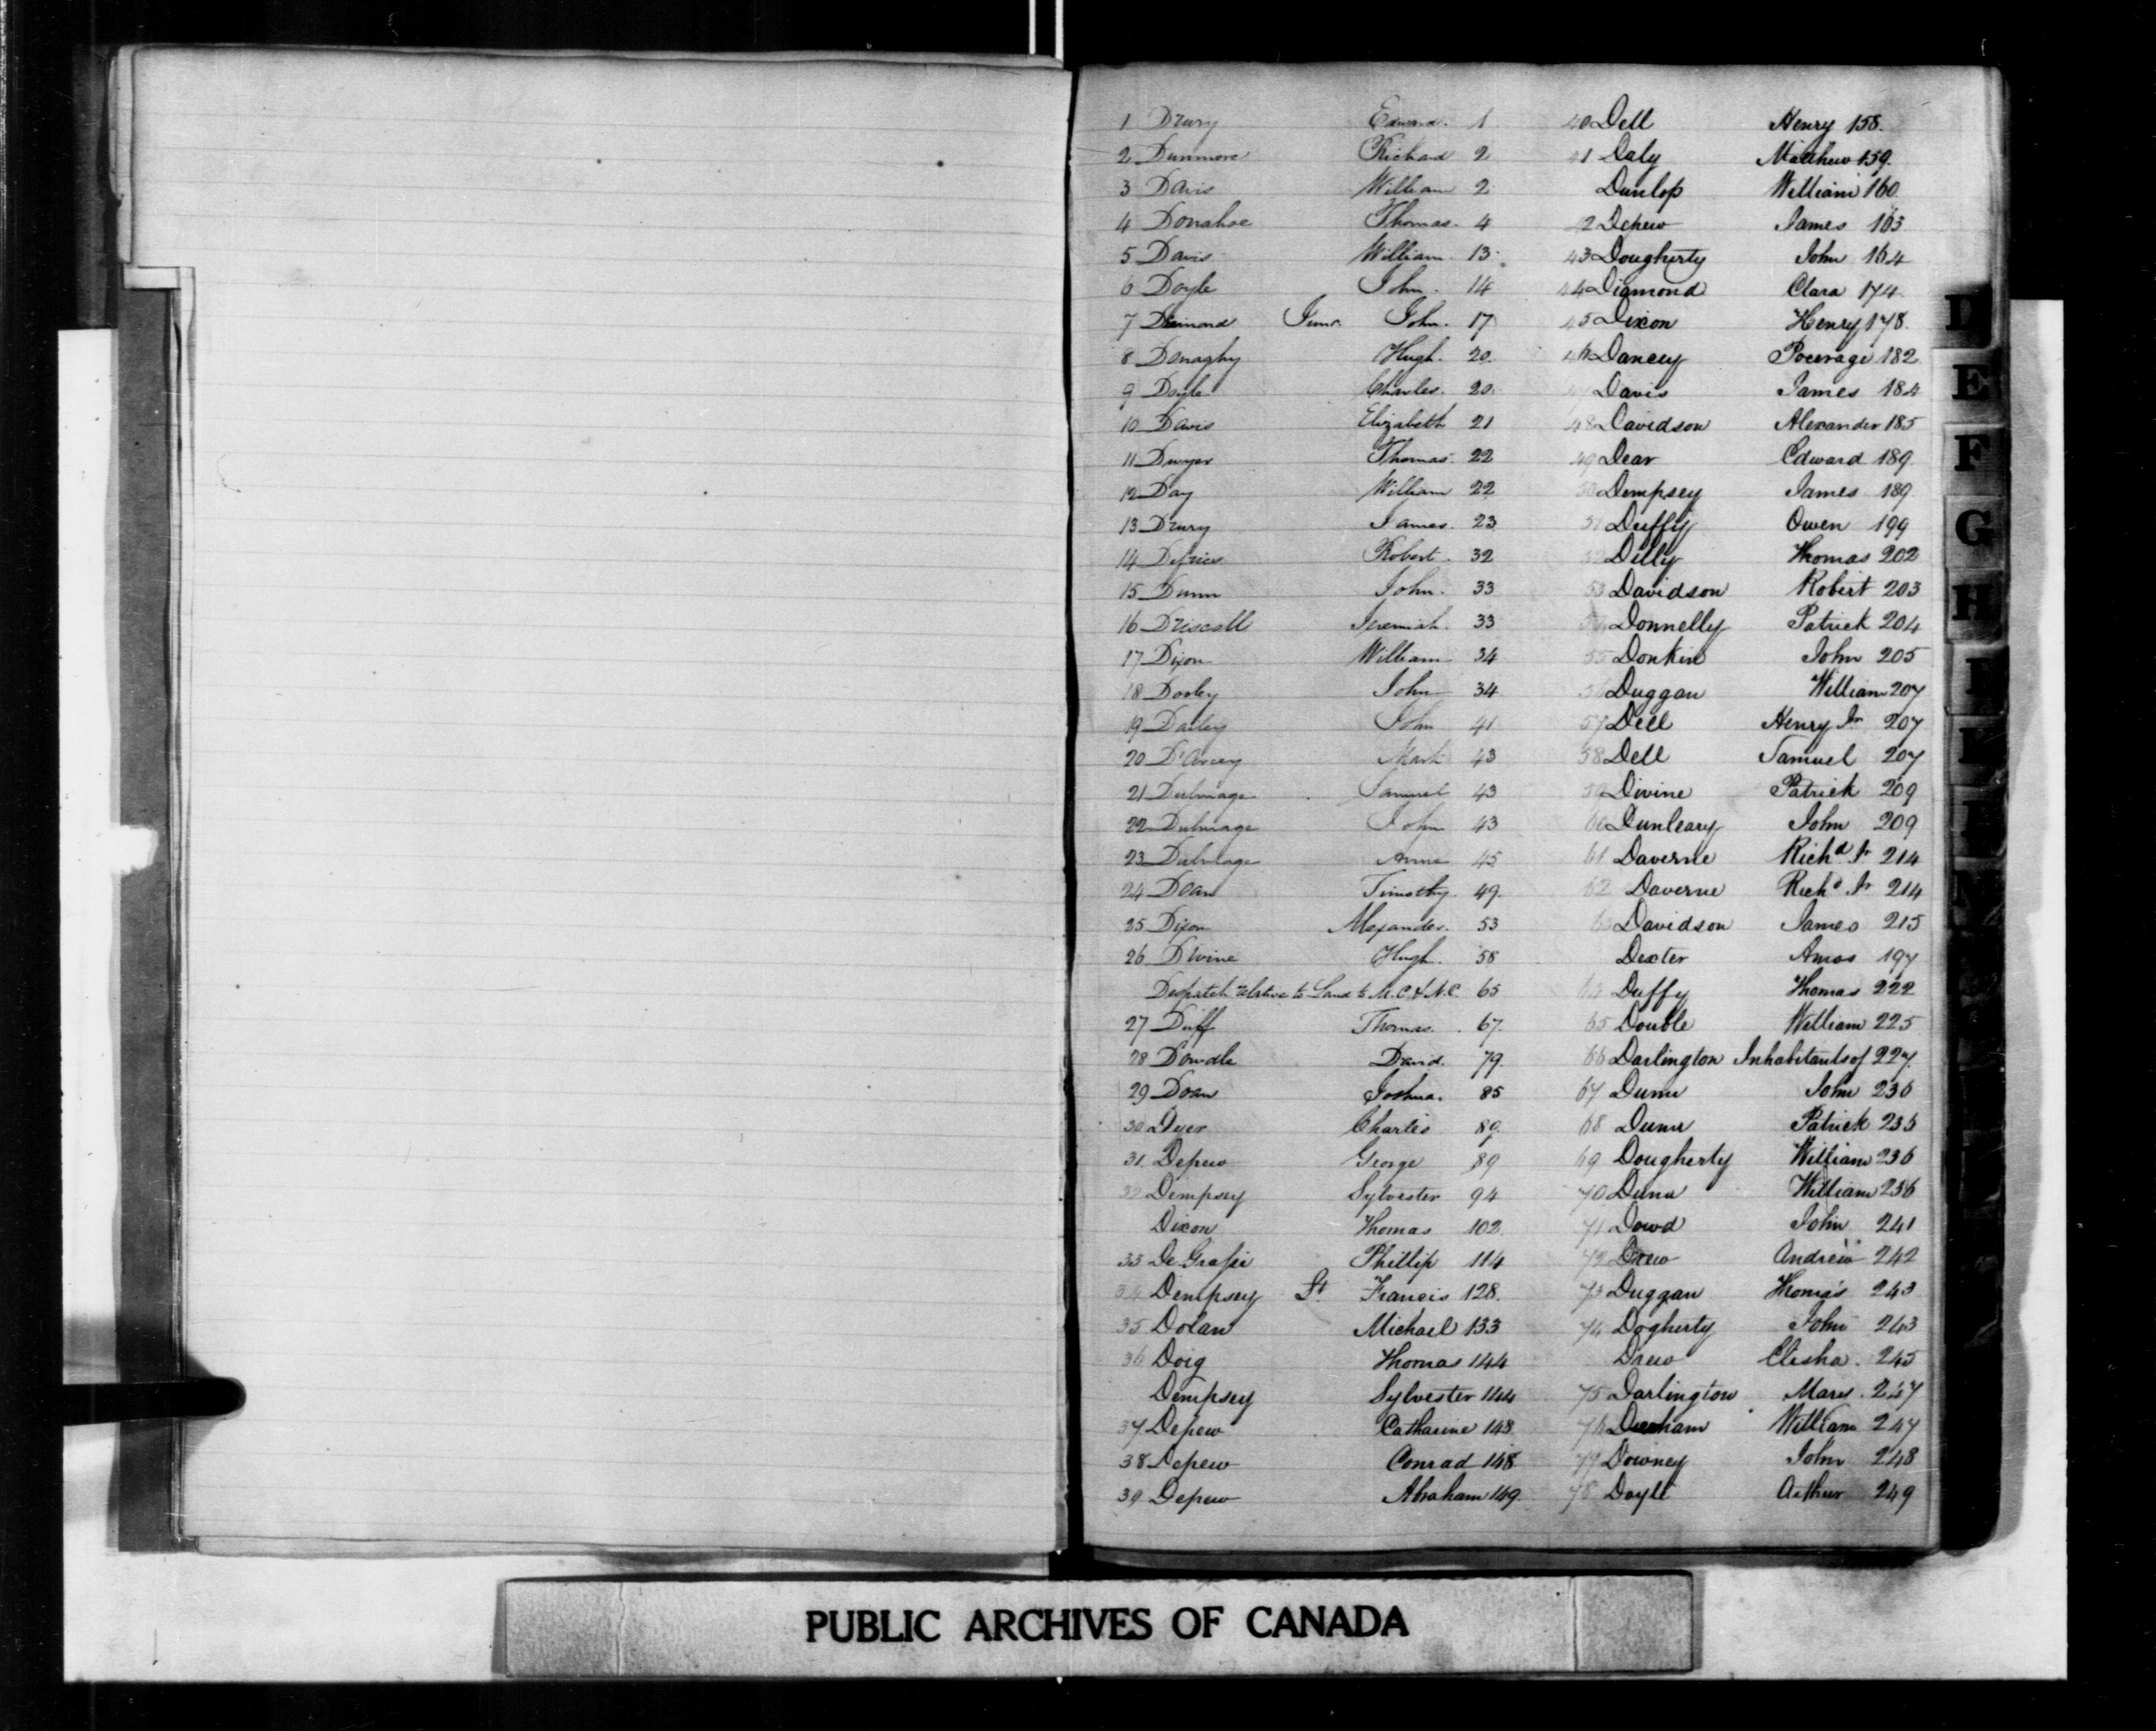 1 Drury Edward. 1
2 Dunmore Richard 2
3 Davis William 2
4 Donahoe Thomas. 4
5 Davis William. 13
6 Doyle John. 14
7 Junr. John. 17
8 Donaghy Hugh. 20.
9 Doyle Charles. 20.
10 Davis Elizabeth 21
11 Dwyer Thomas. 22
12 Day William 22
13 Drury James. 23
14 Defries Robert. 32
15 Dunn John. 33
16 Driscoll Jeremiah. 33
17 Dixon William 34
18 Dooley John 34
19 Dailey John 41
20 D'Arcey Mark 43
21 Dulmage Samuel 43
22 Dulmage John 43
23 Dulmage Anne 45
24 Doan Timothy. 49.
25 Dixon Alexander. 53
26 Divine Hugh. 58
Despatch relative to Land to M.C. & N.C. 65
27 Duff Thomas. 67.
28 Dowdle David. 79.
29 Doan Joshua. 85
30 Dyer Charles 89.
31 Depew George 89
32 Dempsey Sylvester 94
Dixon Thomas 102.
33 De Grassi Phillip 114
34 Dempsey St Francis 128.
35 Dolan Michael 133
36 Doig Thomas 144
Dempsey Sylvester 144
37 Depew Catharine 148
38 Depew Conrad 148
39 Depew Abraham 149.
40 Dell Henry 158.
41 Daly Matthew 159.
Dunlop William 160
42 Depew James 163
43 Dougherty John 164
44 Diamond Clara 174
45 Dixon Henry 178.
46 Dancey 182
47 Davis James 184
48 Davidson Alexander 185
49 Dear Edward 189.
50 Dempsey James 189.
51 Duffy Owen 199
52 Dilly Thomas 202
53 Davidson Robert 203
54 Donnelly Patrick 204
55 Donkin John 205
56 Duggan William 207
57 Dell Henry Jr 207
58 Dell Samuel 207
59 Divine Patrick 209
60 Dunleavy John 209
61 Daverne Richd Jr 214
62 Daverne Richd Jr 214
63 Davidson James 215
Dexter Amos 197
64 Duffy Thomas 222
65 Double William 225
66 Darlington Inhabitants of 227.
67 Dunn John 236
68 Dunn Patrick 236
69 Dougherty William 236
70 Dunn William 236
71 Dowd John 241
72 Drew Andrew 242
73 Duggan Thomas 243
74 Dogherty John 243
Drew Elisha. 245
75 Darlington Mary. 247
76 Durham William 247
77 Downey John 248
78 Doyle Arthur 249
D
E
F
G
H
I
PUBLIC ARCHIVES OF CANADA